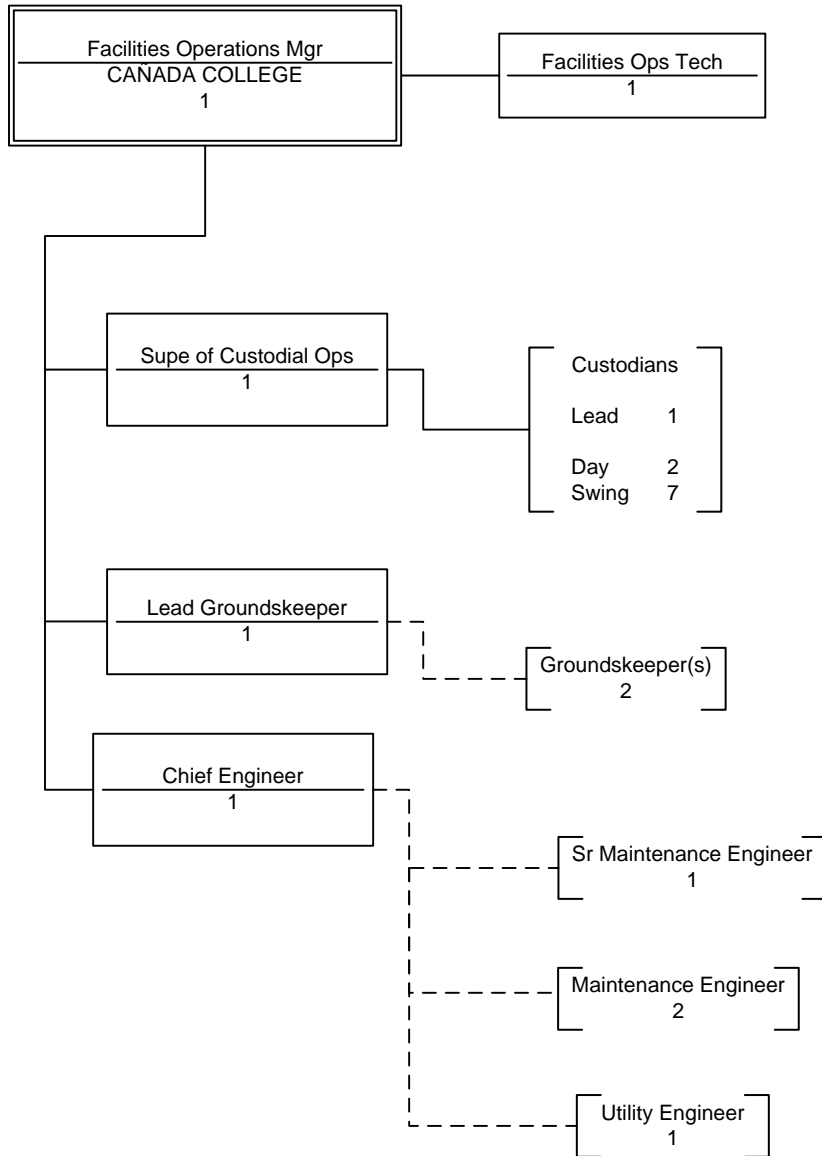 Facilities Operations Mgr
CAÑADA COLLEGE
1
Facilities Ops Tech
1
Supe of Custodial Ops
1
Custodians
Lead 1
Day 2
Swing 7
Lead Groundskeeper
1
Groundskeeper(s)
2
Chief Engineer
1
Sr Maintenance Engineer
1
Maintenance Engineer
2
Utility Engineer
1